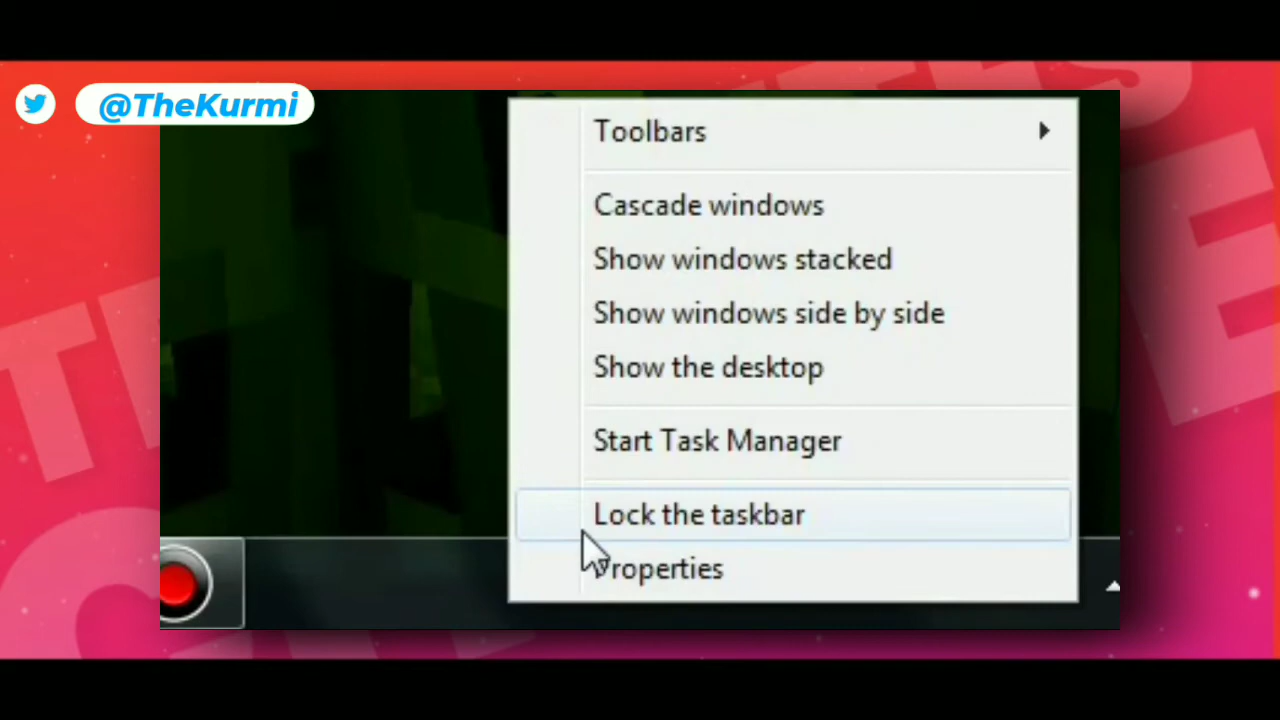 @TheKurmi
Toolbars
Cascade windows
Show windows stacked
Show windows side by side
Show the desktop
Start Task Manager
Lock the taskbar
Properties